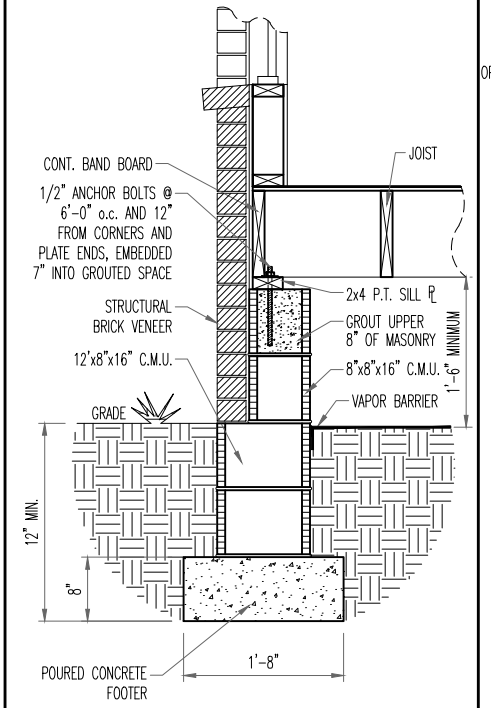 OF
CONT. BAND BOARD
JOIST
1/2" ANCHOR BOLTS @
6'-0" o.c. AND 12"
FROM CORNERS AND
PLATE ENDS, EMBEDDED
7" INTO GROUTED SPACE
2x4 P.T. SILL PL
STRUCTURAL
BRICK VENEER
GROUT UPPER
8" OF MASONRY
12'x8"x16" C.M.U.
8"x8"x16" C.M.U.
1'-6" MINIMUM
VAPOR BARRIER
GRADE
12" MIN.
8"
1'-8"
POURED CONCRETE
FOOTER